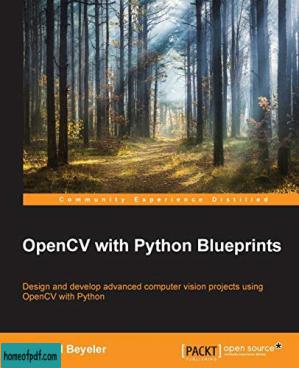 Community Experience Distilled
OpenCV with Python Blueprints
Design and develop advanced computer vision projects using
OpenCV with Python
Beyeler
homeofpdf.com
[PACKT] open source*
PUBLISHING